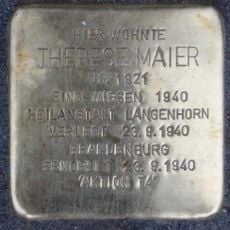 HIER WOHNTE
THERESE MAIER
JG. 1921
EINGEWIESEN 1940
HEILANSTALT LANGENHORN
VERLEGT 23.9.1940
BRANDENBURG
ERMORDET 23.9.1940
"AKTION T4"